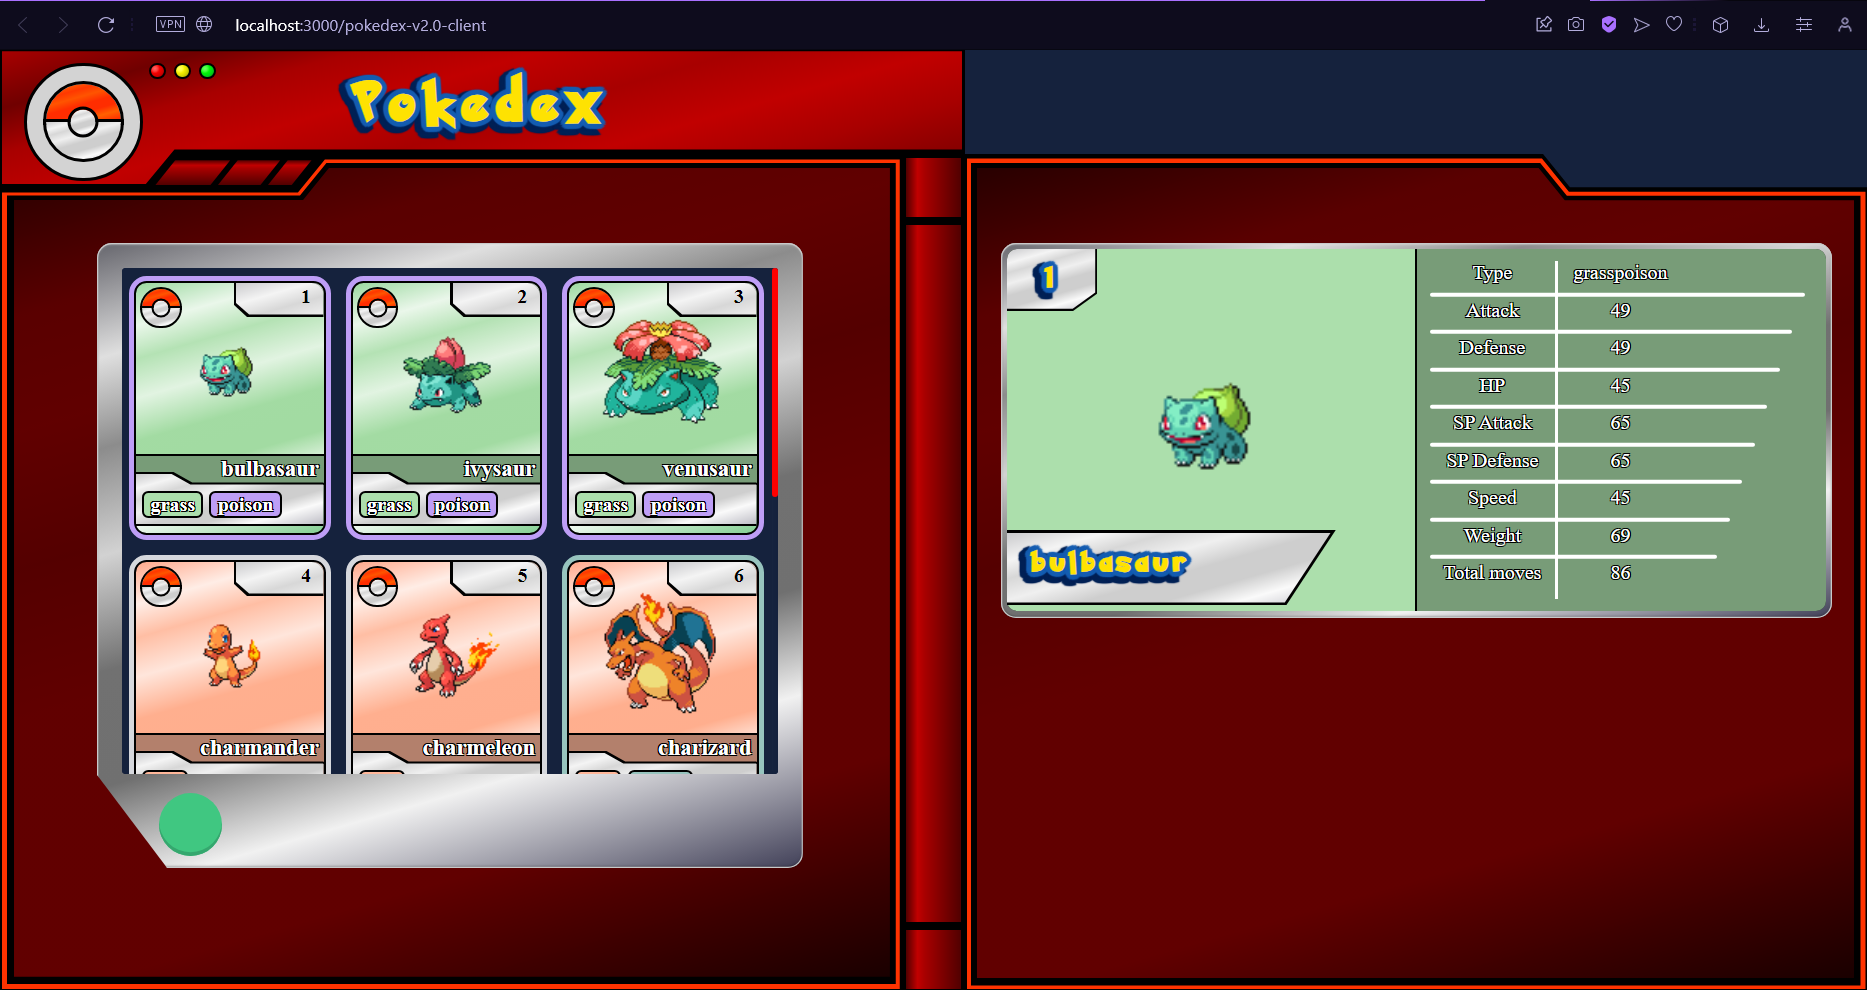 VPN
localhost:3000/pokedex-v2.0-client
Pokedex
1
bulbasaur
grass poison
2
ivysaur
grass poison
3
venusaur
grass poison
4
charmander
5
charmeleon
6
charizard
1
bulbasaur
Type grasspoison
Attack 49
Defense 49
HP 45
SP Attack 65
SP Defense 65
Speed 45
Weight 69
Total moves 86